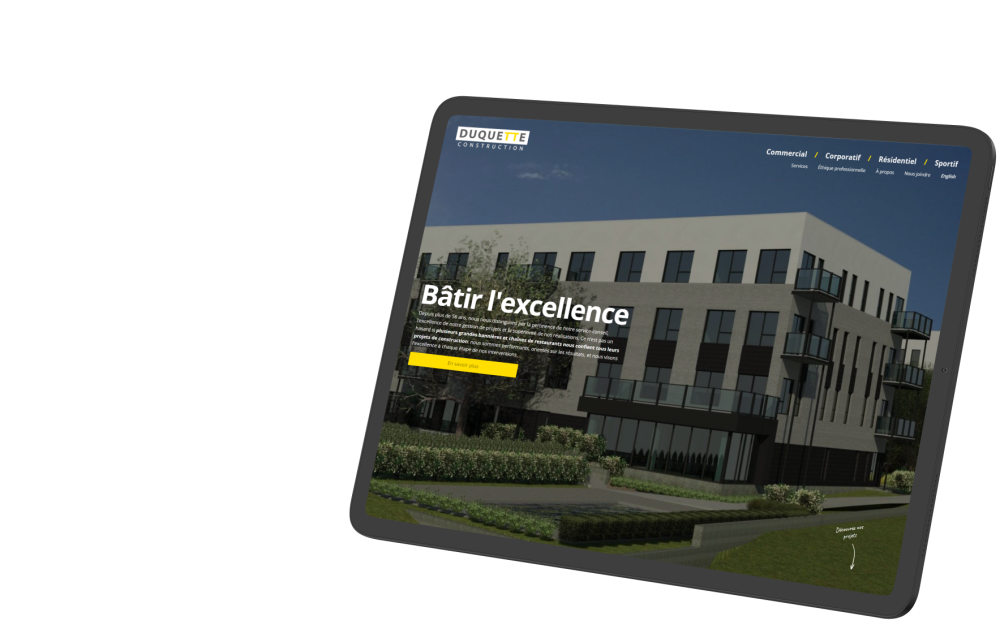 DUQUETTE
CONSTRUCTION
Commercial / Corporatif / Résidentiel / Sportif
Services Éthique professionnelle À propos Nous joindre English
Bâtir l'excellence
Depuis plus de 56 ans, nous nous distinguons par la pertinence de notre service-conseil,
l'excellence de notre gestion de projets et la supériorité de nos réalisations. Ce n'est pas un
hasard si plusieurs grandes bannières et chaînes de restaurants nous confient tous leurs
projets de construction: nous sommes performants, orientés sur les résultats, et nous visons
l'excellence à chaque étape de nos interventions.
En savoir plus
Découvrez nos
projets